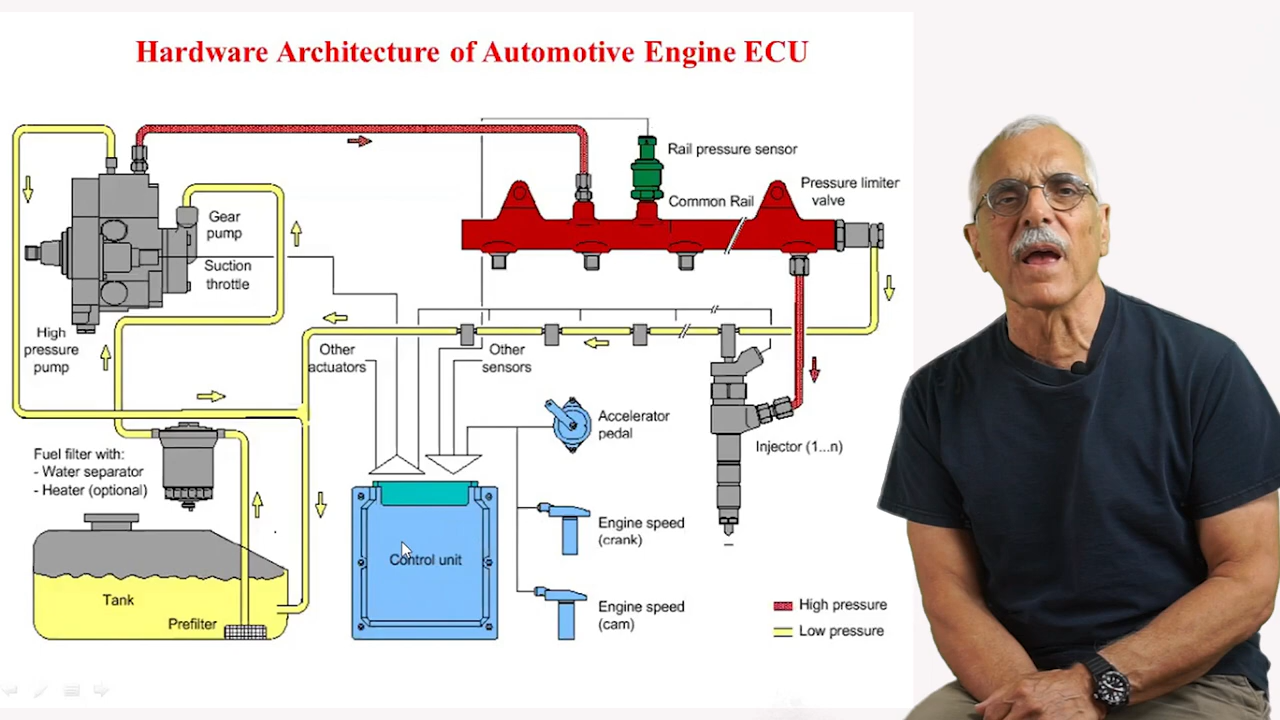 Hardware Architecture of Automotive Engine ECU
Rail pressure sensor
Pressure limiter
valve
Common Rail
Gear
pump
Suction
throttle
High
pressure
pump
Other
actuators
Other
sensors
Accelerator
pedal
Injector (1...n)
Fuel filter with:
- Water separator
- Heater (optional)
Engine speed
(crank)
Control unit
Tank
Prefilter
Engine speed
(cam)
High pressure
Low pressure